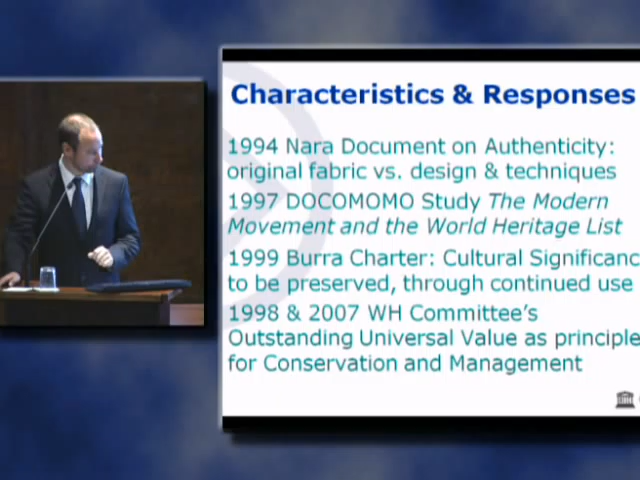 Characteristics & Responses
1994 Nara Document on Authenticity:
original fabric vs. design & techniques
1997 DOCOMOMO Study The Modern
Movement and the World Heritage List
1999 Burra Charter: Cultural Significanc
to be preserved, through continued use
1998 & 2007 WH Committee's
Outstanding Universal Value as principle
for Conservation and Management